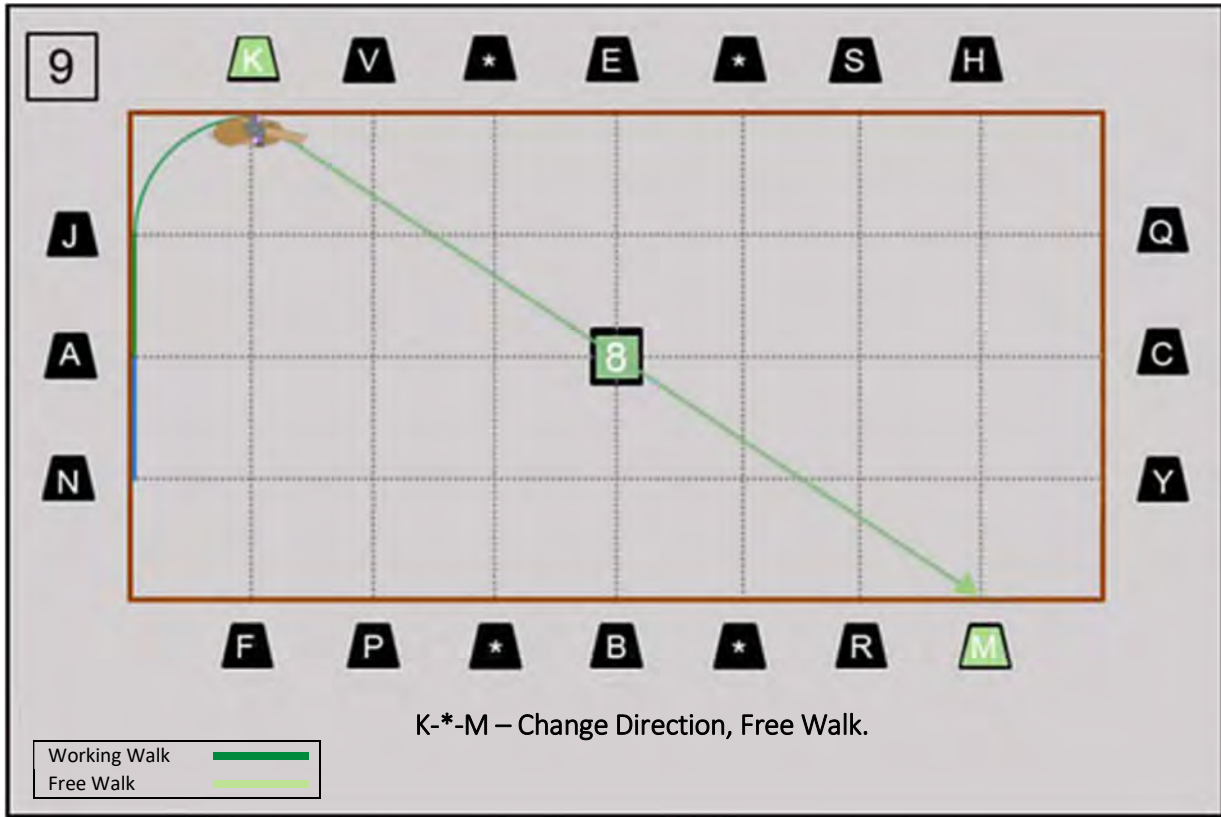 9
K V * E * S H
J Q
A 8 C
N Y
F P * B * R M
K-*-M – Change Direction, Free Walk.
Working Walk
Free Walk